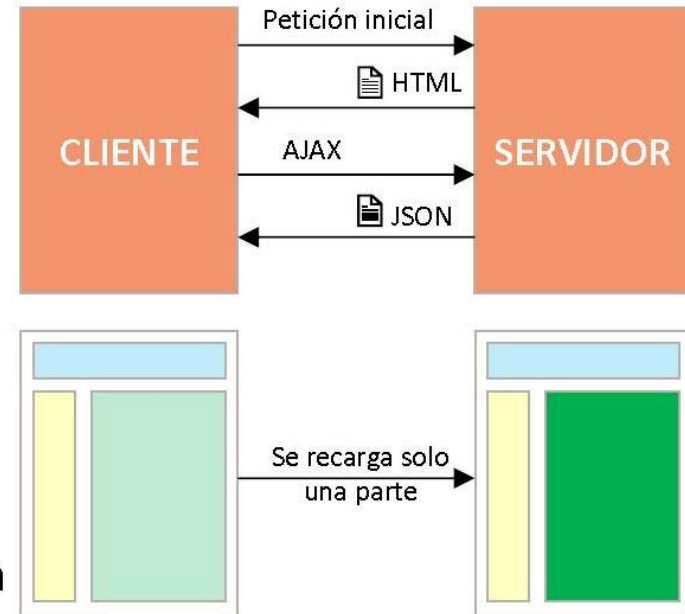 Petición inicial
HTML
CLIENTE
AJAX
SERVIDOR
JSON
Se recarga solo
una parte